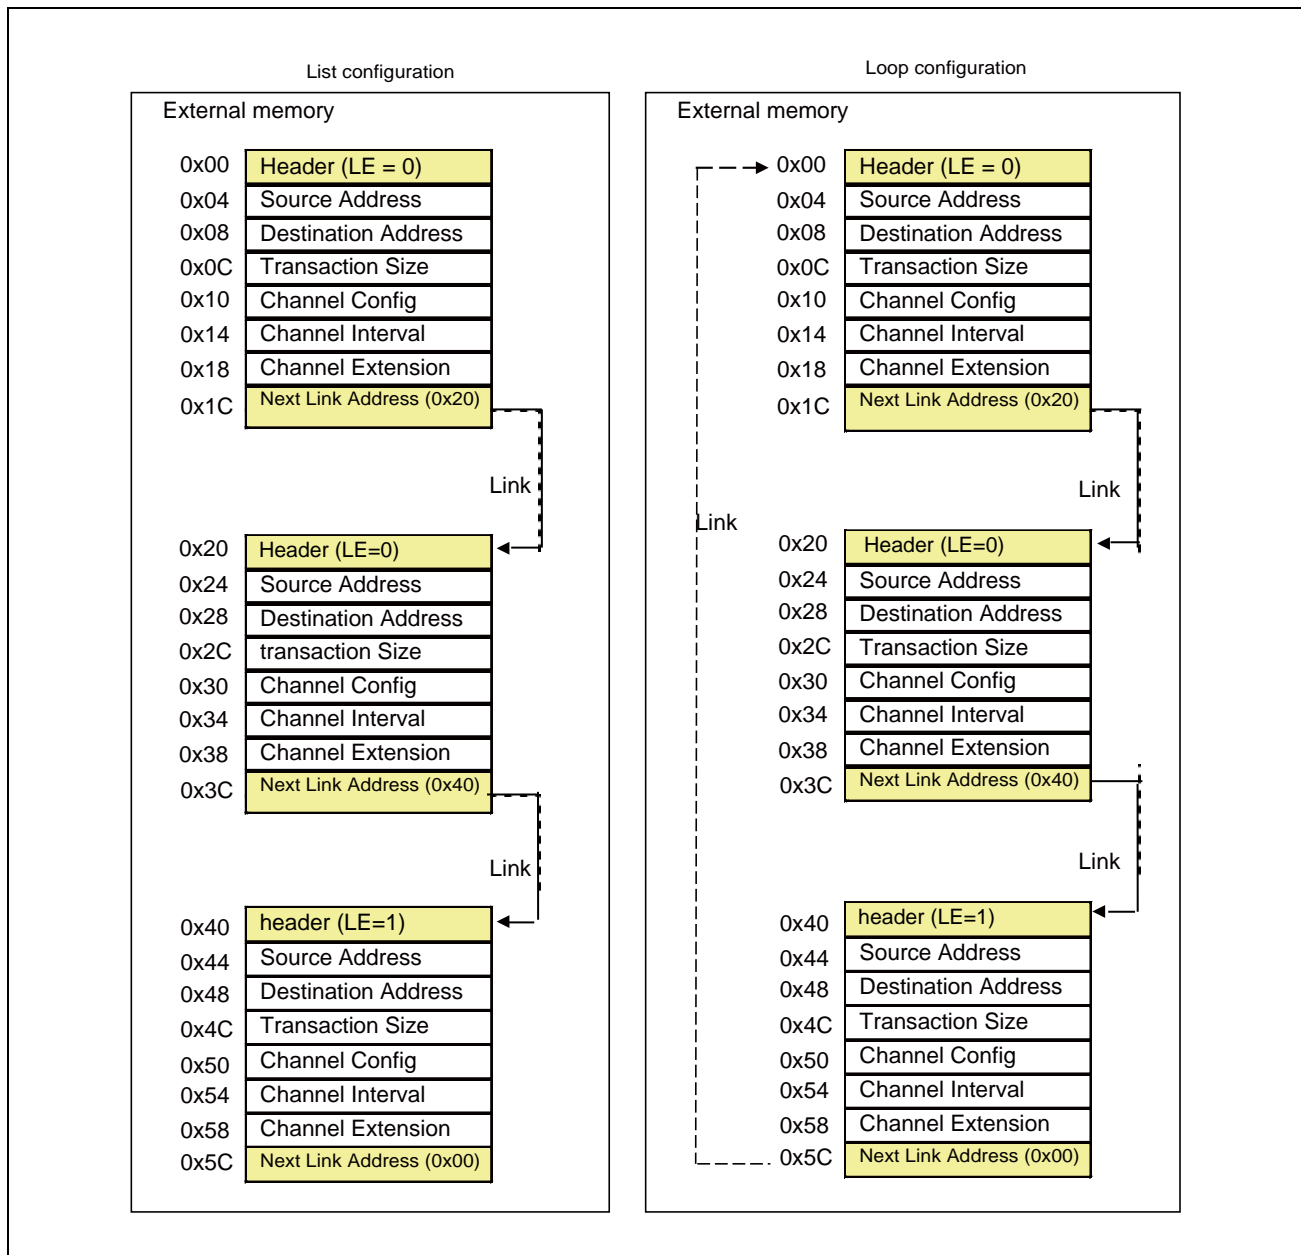 List configuration
External memory
0x00 Header (LE = 0)
0x04 Source Address
0x08 Destination Address
0x0C Transaction Size
0x10 Channel Config
0x14 Channel Interval
0x18 Channel Extension
0x1C Next Link Address (0x20)
Link
0x20 Header (LE=0)
0x24 Source Address
0x28 Destination Address
0x2C transaction Size
0x30 Channel Config
0x34 Channel Interval
0x38 Channel Extension
0x3C Next Link Address (0x40)
Link
0x40 header (LE=1)
0x44 Source Address
0x48 Destination Address
0x4C Transaction Size
0x50 Channel Config
0x54 Channel Interval
0x58 Channel Extension
0x5C Next Link Address (0x00)
Loop configuration
External memory
0x00 Header (LE = 0)
0x04 Source Address
0x08 Destination Address
0x0C Transaction Size
0x10 Channel Config
0x14 Channel Interval
0x18 Channel Extension
0x1C Next Link Address (0x20)
Link
Link
0x20 Header (LE=0)
0x24 Source Address
0x28 Destination Address
0x2C Transaction Size
0x30 Channel Config
0x34 Channel Interval
0x38 Channel Extension
0x3C Next Link Address (0x40)
Link
0x40 header (LE=1)
0x44 Source Address
0x48 Destination Address
0x4C Transaction Size
0x50 Channel Config
0x54 Channel Interval
0x58 Channel Extension
0x5C Next Link Address (0x00)